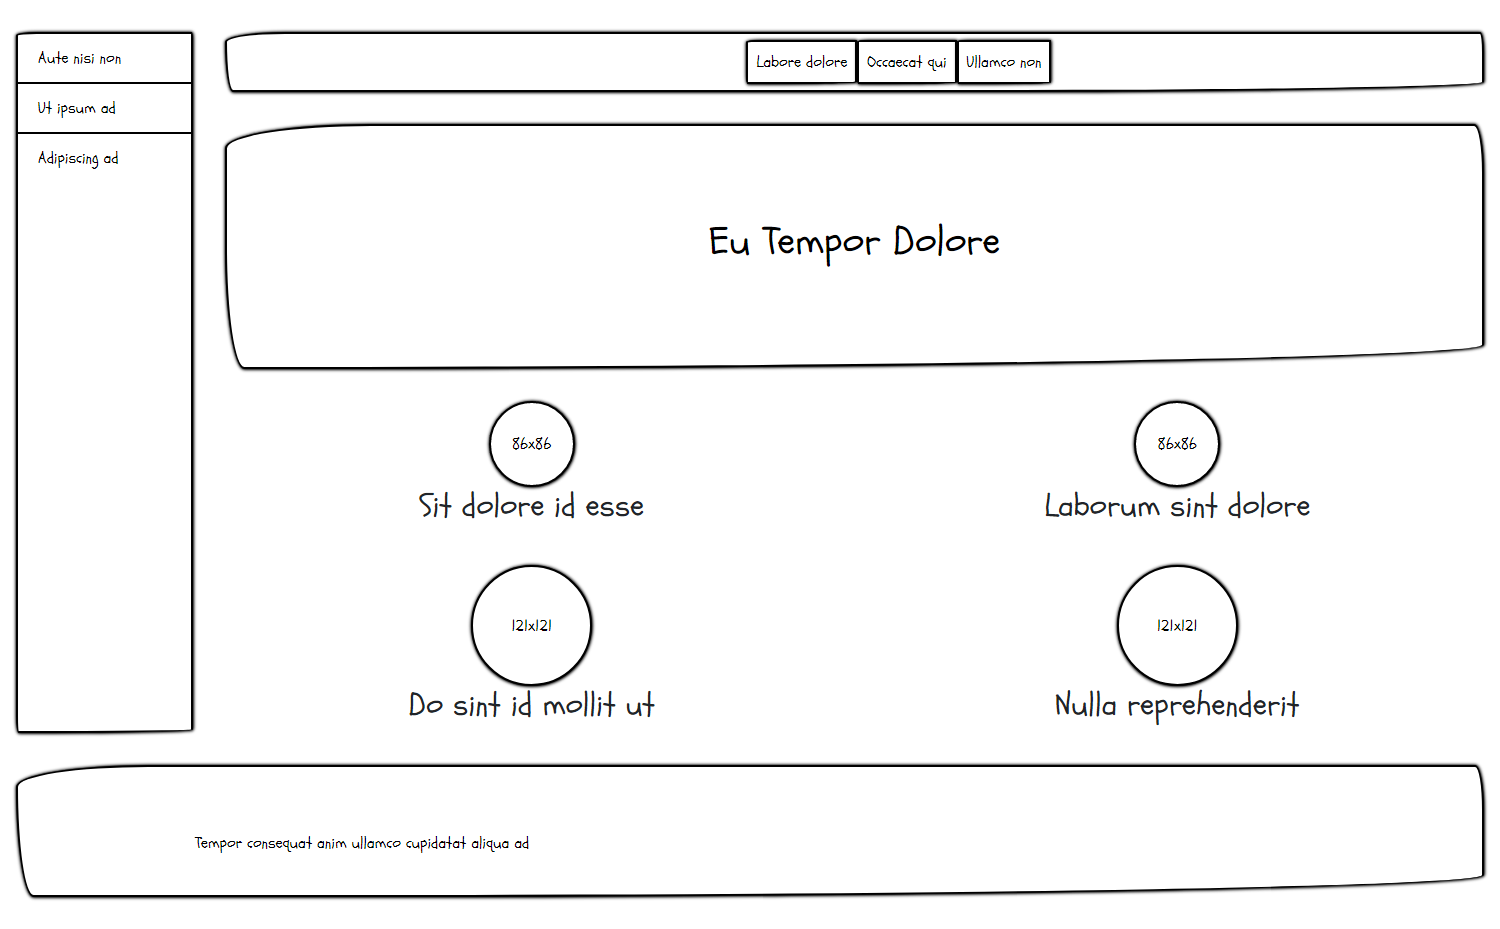 Aute nisi non
Ut ipsum ad
Adipiscing ad
Labore dolore
Occaecat qui
Ullamco non
Eu Tempor Dolore
86x86
Sit dolore id esse
86x86
Laborum sint dolore
121x121
Do sint id mollit ut
121x121
Nulla reprehenderit
Tempor consequat anim ullamco cupidatat aliqua ad